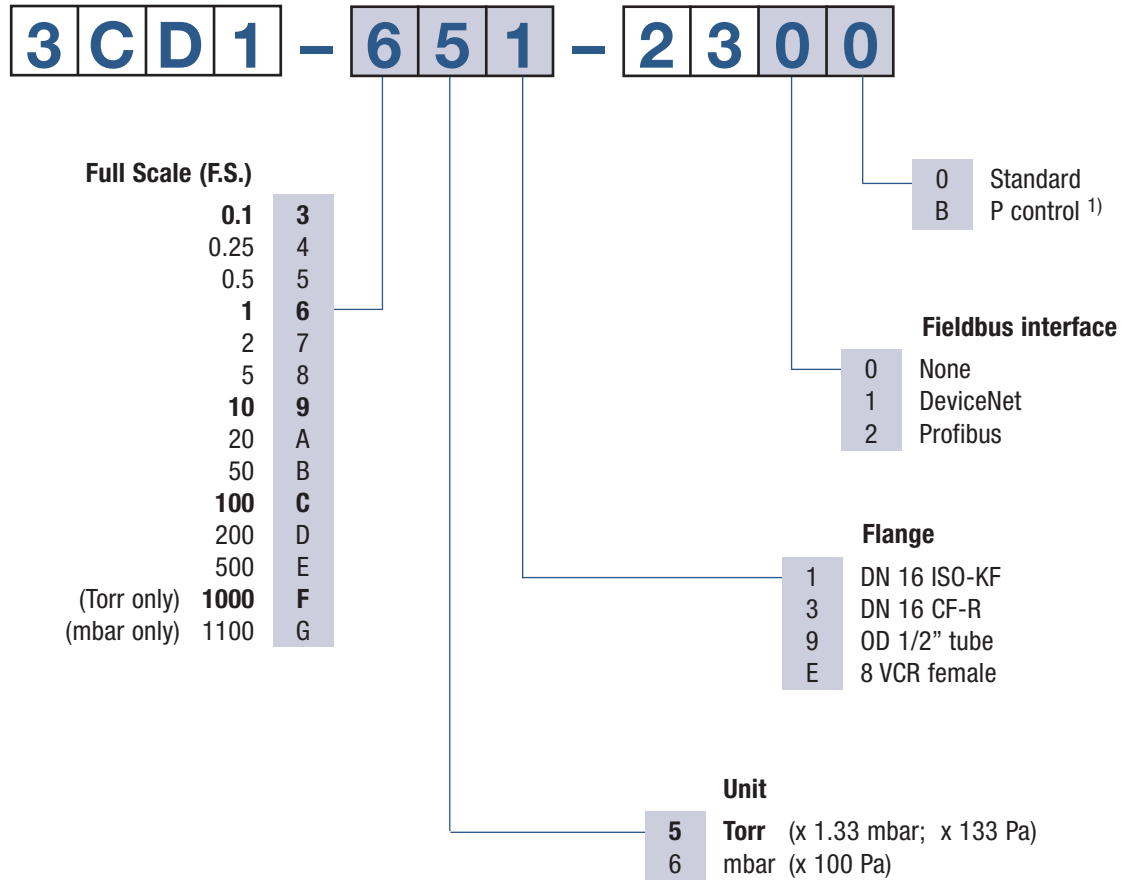 3CD1 – 651 – 2300
Full Scale (F.S.)
0.1 3
0.25 4
0.5 5
1 6
2 7
5 8
10 9
20 A
50 B
100 C
200 D
500 E
(Torr only) 1000 F
(mbar only) 1100 G
0 Standard
B P control 1)
Fieldbus interface
0 None
1 DeviceNet
2 Profibus
Flange
1 DN 16 ISO-KF
3 DN 16 CF-R
9 OD 1/2” tube
E 8 VCR female
Unit
5 Torr (x 1.33 mbar; x 133 Pa)
6 mbar (x 100 Pa)